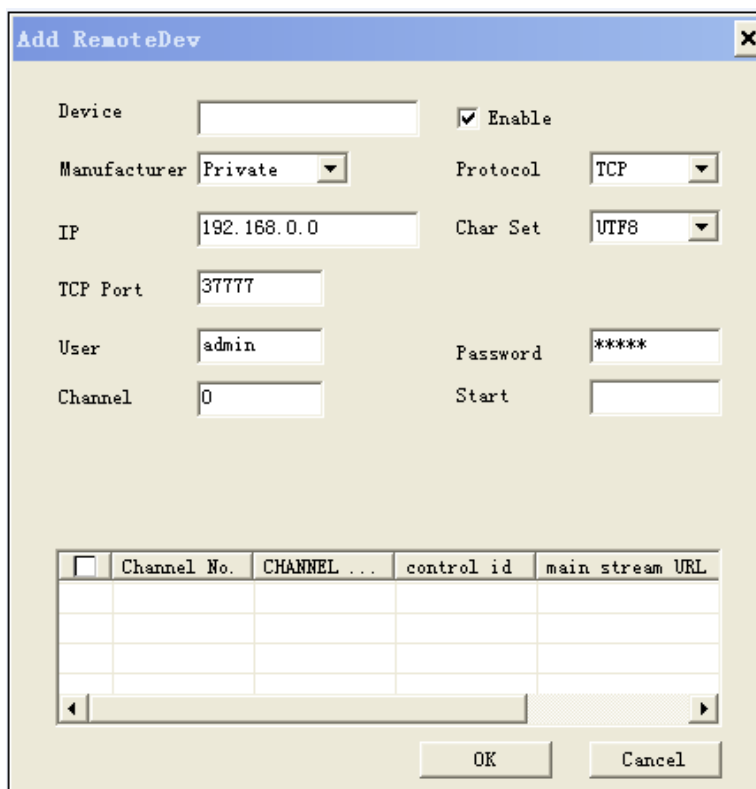 Add RemoteDev
Device
Enable
Manufacturer Private Protocol TCP
IP 192.168.0.0 Char Set UTF8
TCP Port 37777
User admin Password *****
Channel 0 Start
Channel No. CHANNEL ... control id main stream URL
OK Cancel